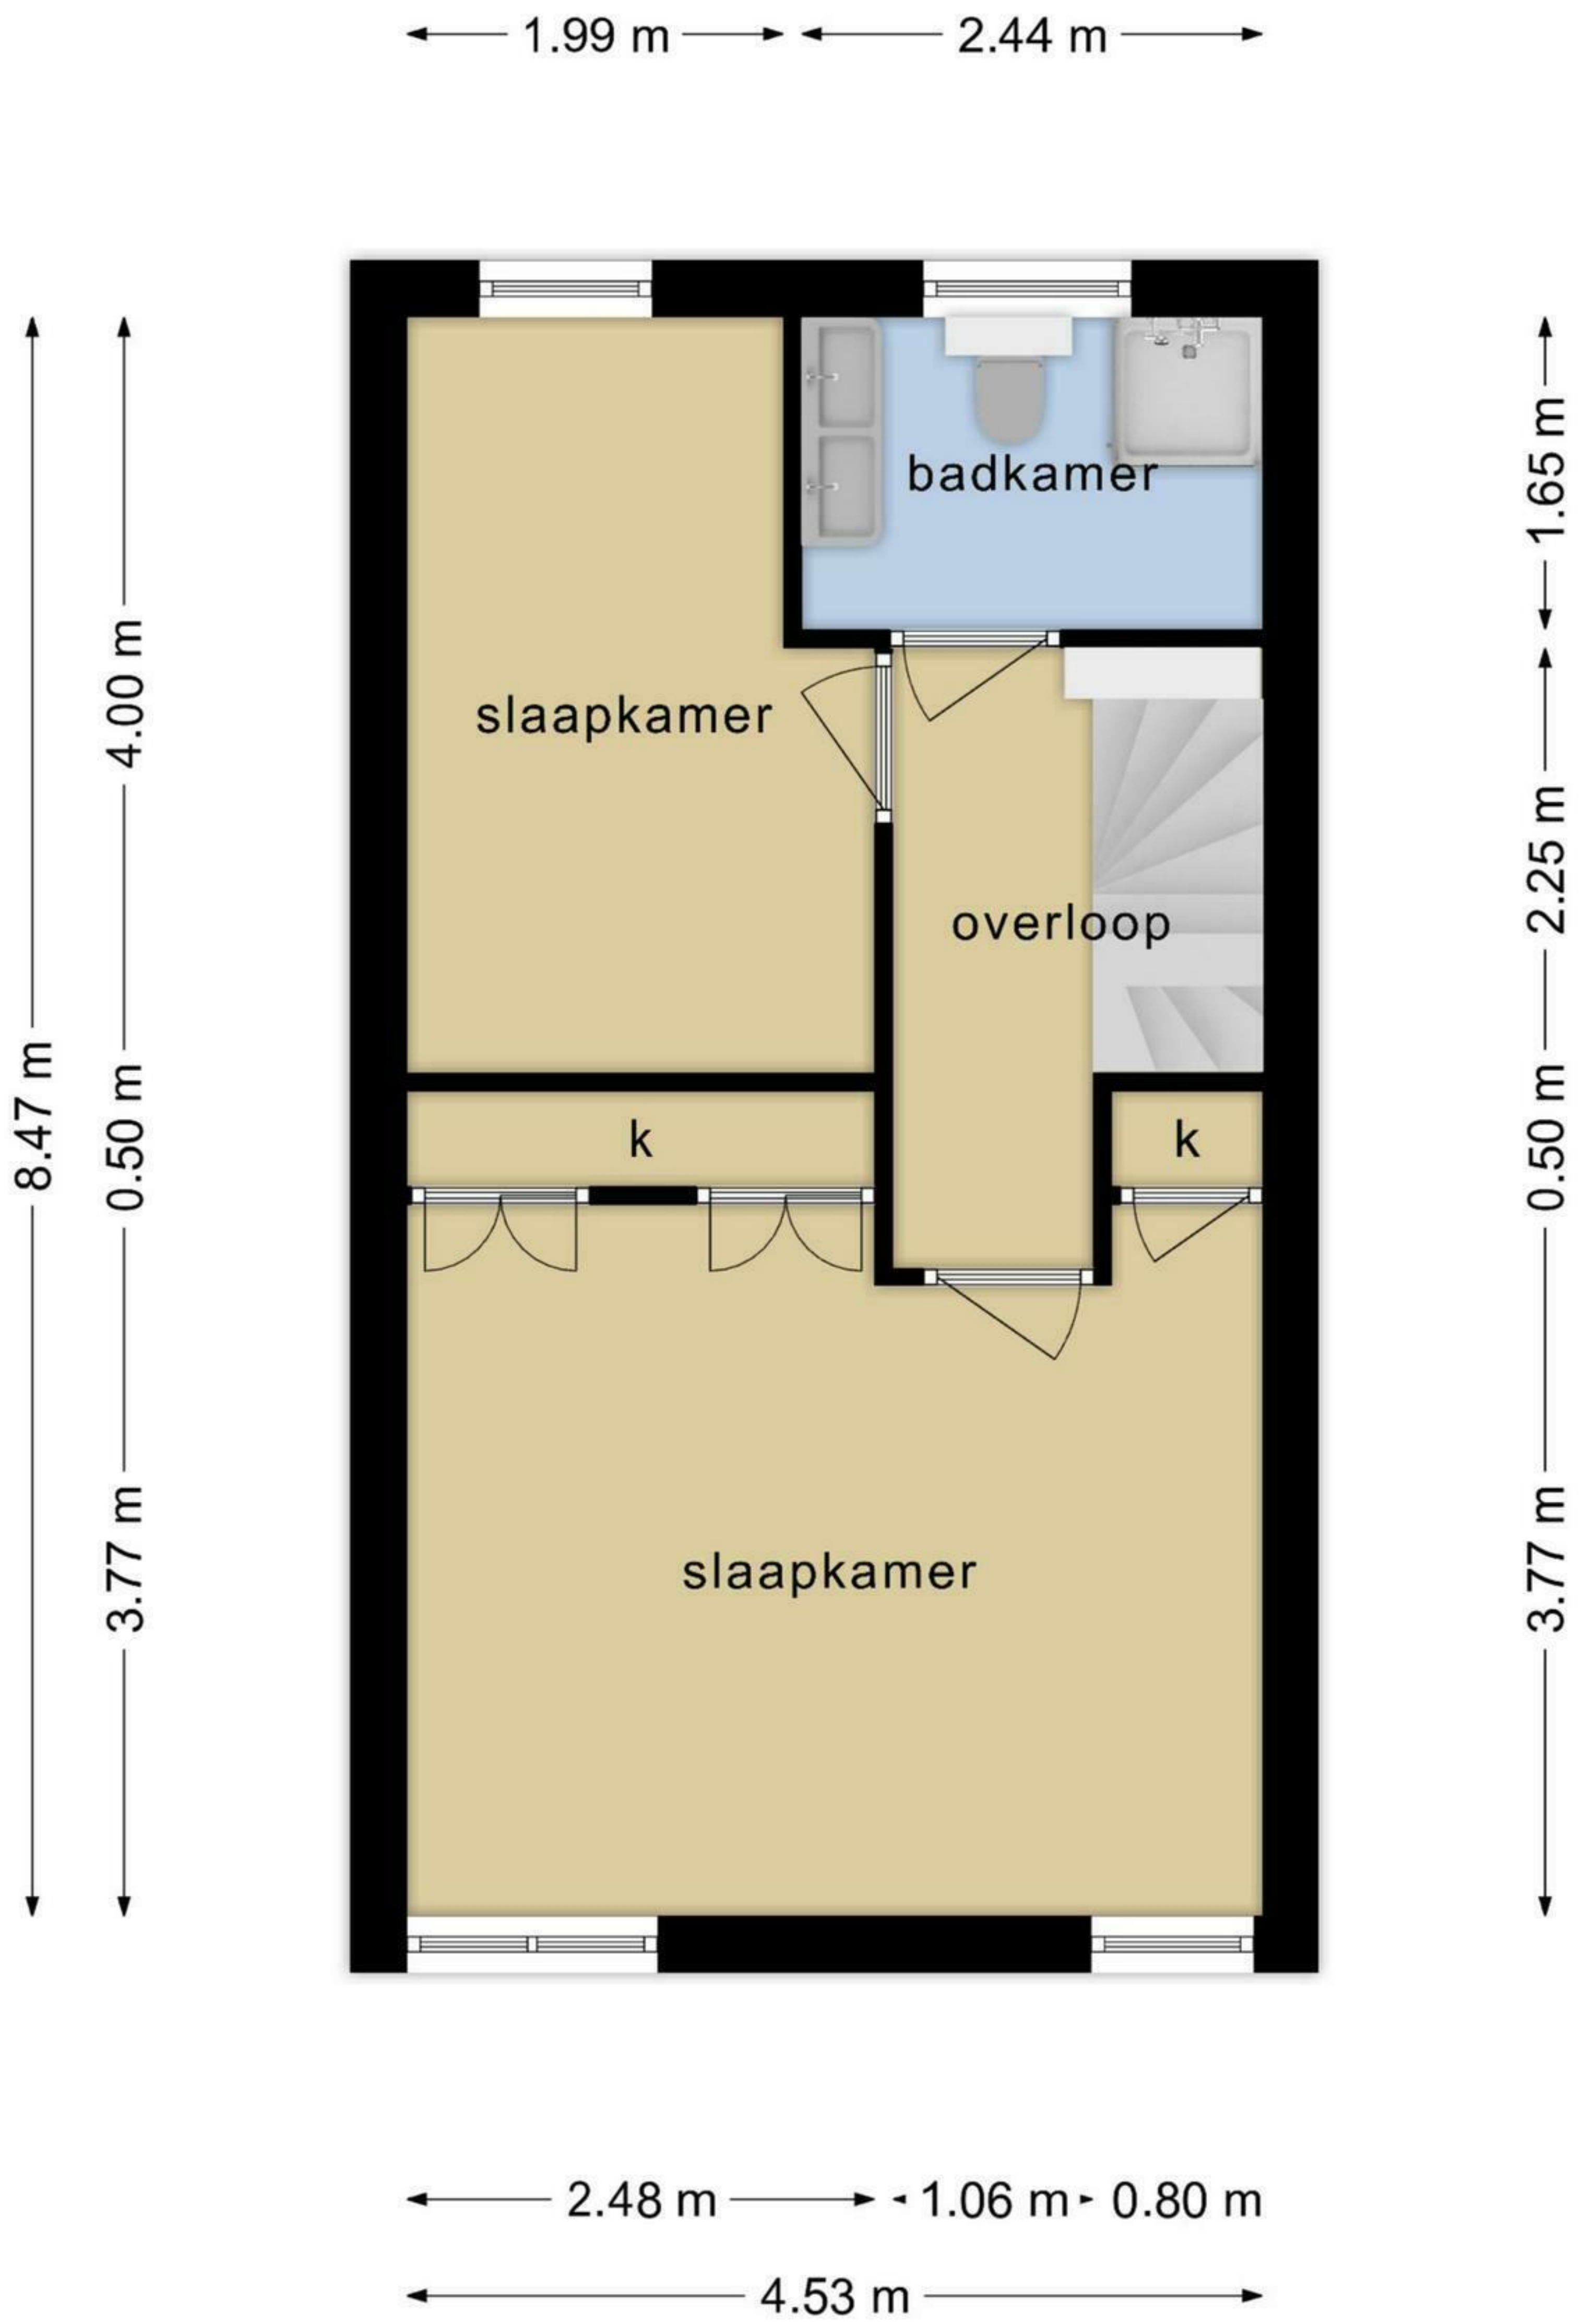 1.99 m
2.44 m
badkamer
1.65 m
slaapkamer
4.00 m
2.25 m
overloop
8.47 m
0.50 m
k
k
0.50 m
3.77 m
slaapkamer
3.77 m
2.48 m
1.06 m
0.80 m
4.53 m